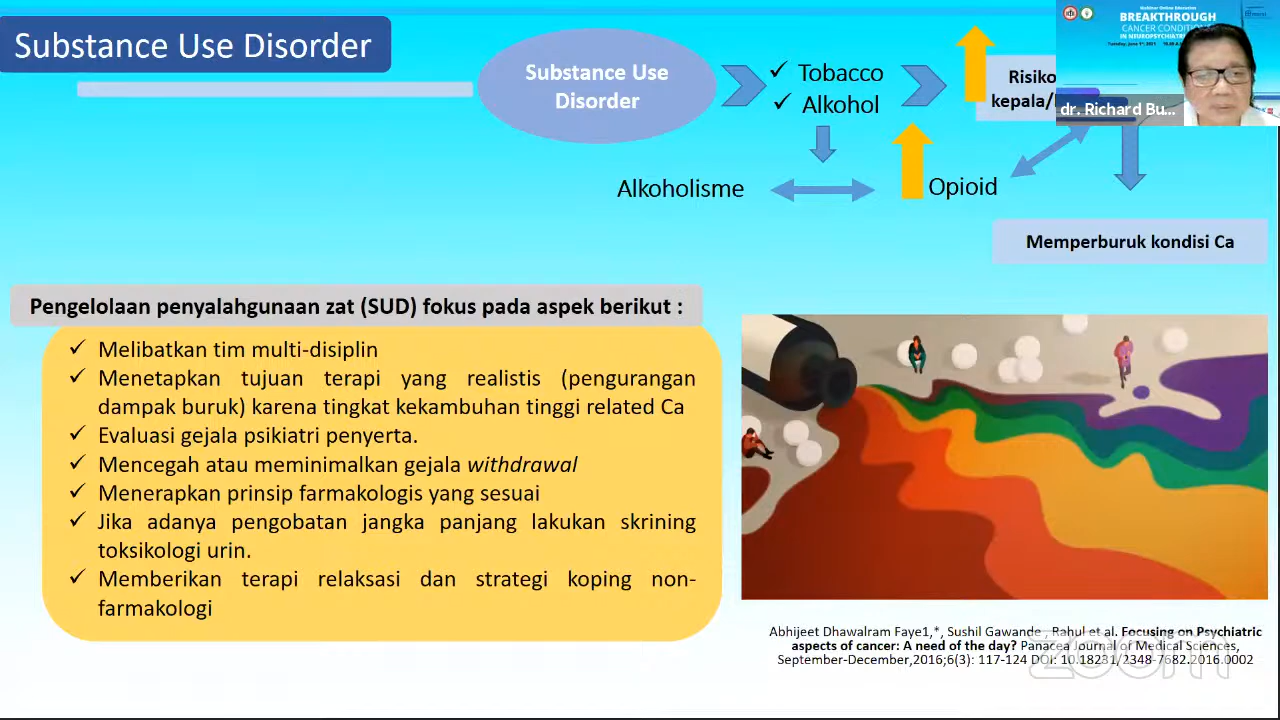 Substance Use Disorder
Substance Use
Disorder
✓ Tobacco
✓ Alkohol
Risiko
kepala/
BREAKTHROUGH
CANCER CONDITION
IN NEUROPSYCHIATRI
dr. Richard Bu...
Alkoholisme
Opioid
Memperburuk kondisi Ca
Pengelolaan penyalahgunaan zat (SUD) fokus pada aspek berikut :
✓ Melibatkan tim multi-disiplin
✓ Menetapkan tujuan terapi yang realistis (pengurangan
dampak buruk) karena tingkat kekambuhan tinggi related Ca
✓ Evaluasi gejala psikiatri penyerta.
✓ Mencegah atau meminimalkan gejala withdrawal
✓ Menerapkan prinsip farmakologis yang sesuai
✓ Jika adanya pengobatan jangka panjang lakukan skrining
toksikologi urin.
✓ Memberikan terapi relaksasi dan strategi koping non-
farmakologi
Abhijeet Dhawalram Faye1,*, Sushil Gawande, Rahul et al. Focusing on Psychiatric
aspects of cancer: A need of the day? Panacea Journal of Medical Sciences,
September-December,2016;6(3): 117-124 DOI: 10.18231/2348-7682.2016.0002
zoom